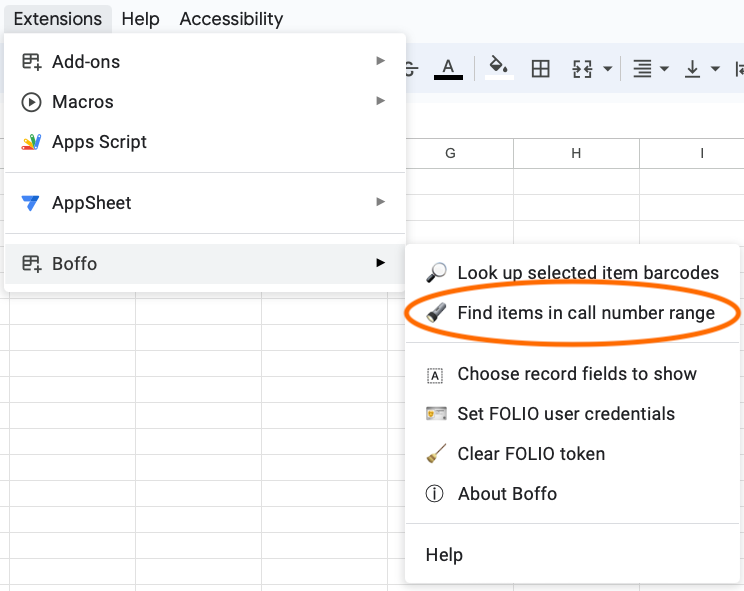 Extensions Help Accessibility
Add-ons
Macros
Apps Script
AppSheet
Boffo
A
G H I
Look up selected item barcodes
Find items in call number range
A Choose record fields to show
Set FOLIO user credentials
Clear FOLIO token
About Boffo
Help